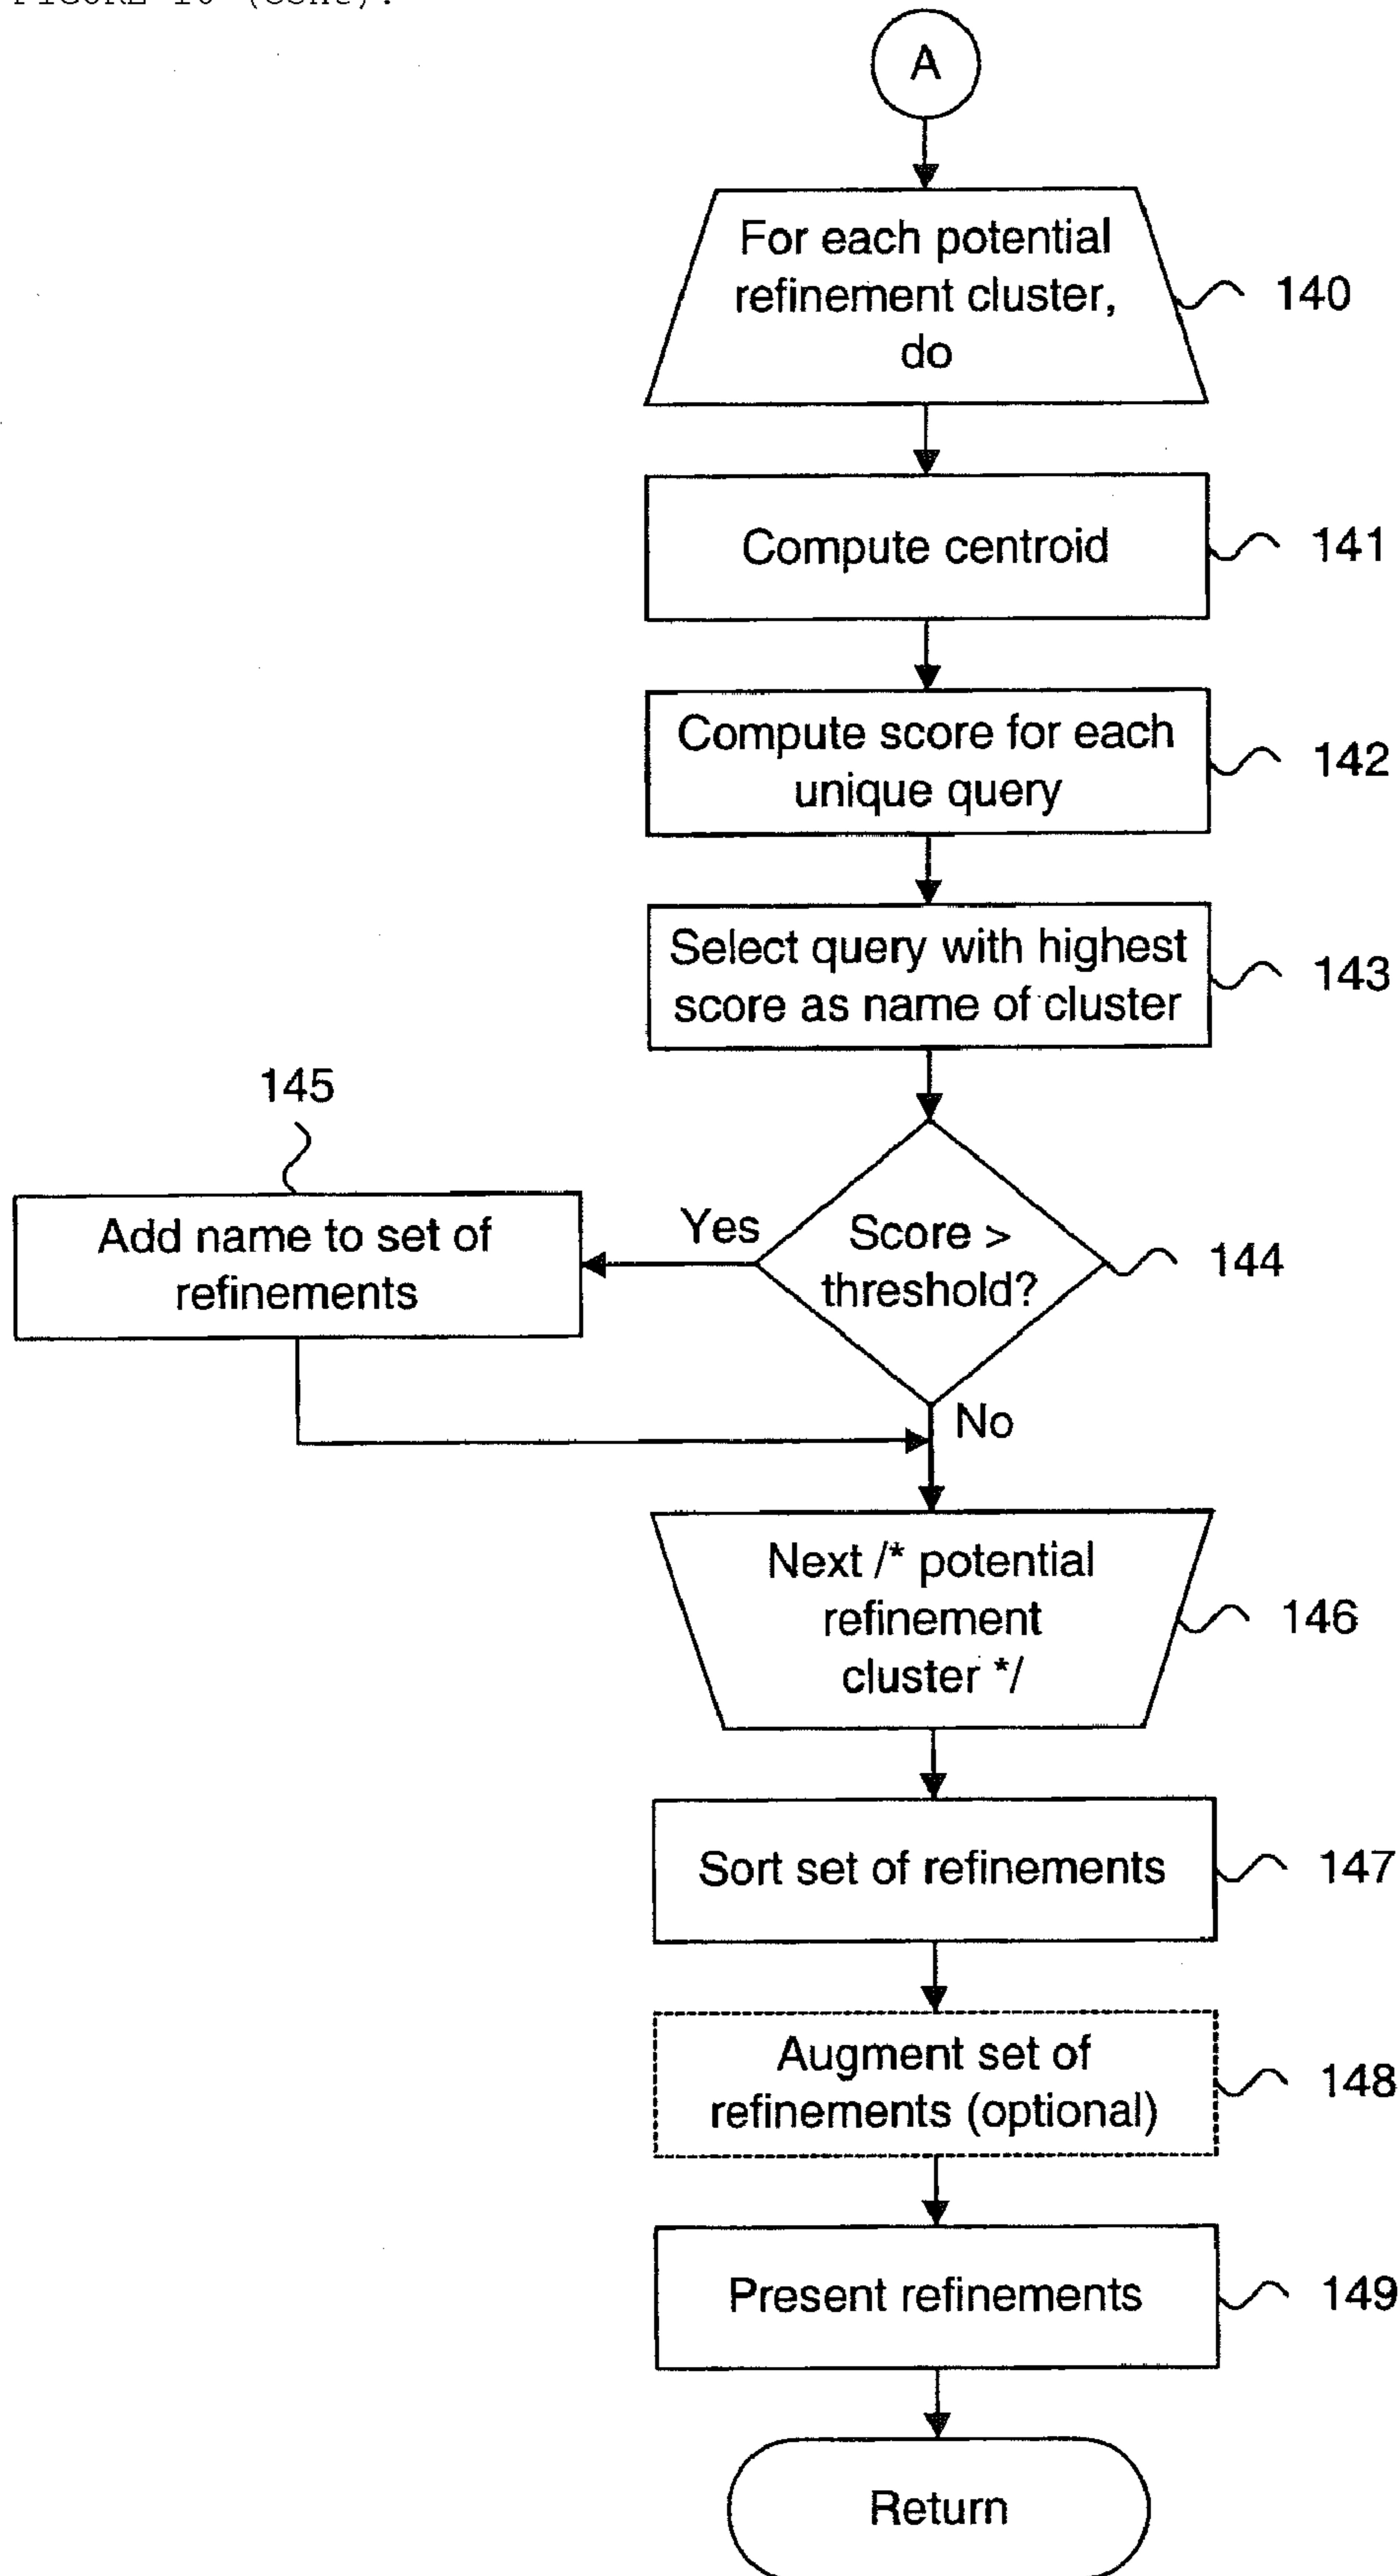 FIGURE 10 (Cont).
A
For each potential
refinement cluster,
do
140
Compute centroid
141
Compute score for each
unique query
142
Select query with highest
score as name of cluster
143
145
Add name to set of
refinements
Yes
Score >
threshold?
144
No
Next /* potential
refinement
cluster */
146
Sort set of refinements
147
Augment set of
refinements (optional)
148
Present refinements
149
Return